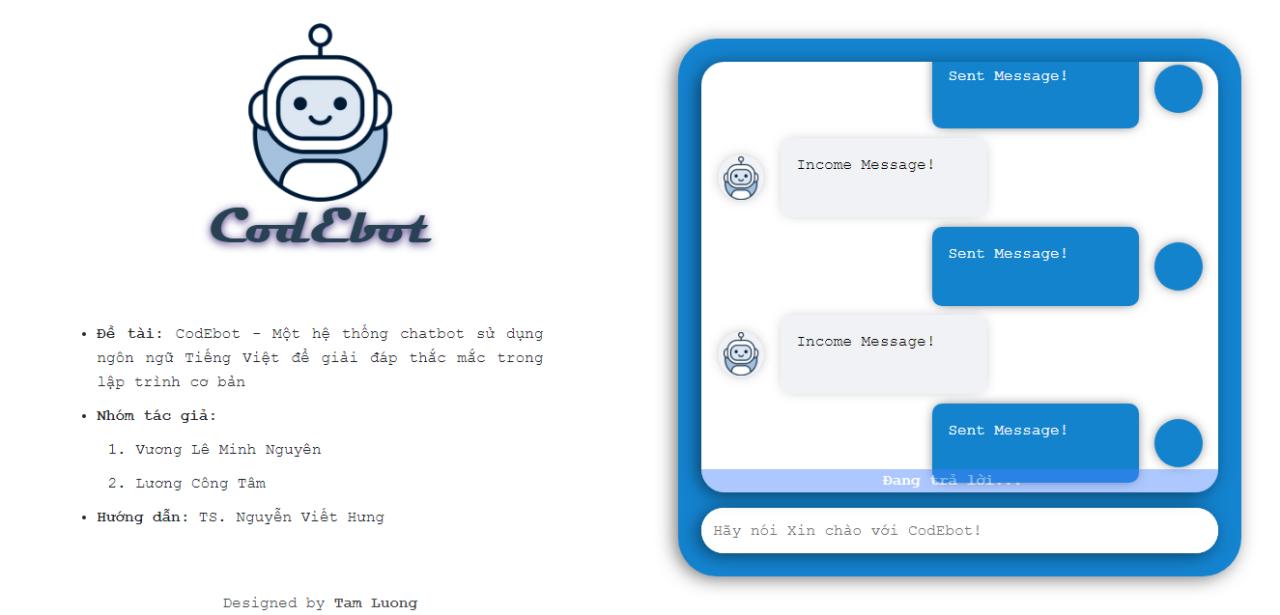 CodEbot
• Đề tài: CodEbot - Một hệ thống chatbot sử dụng
ngôn ngữ Tiếng Việt để giải đáp thắc mắc trong
lập trình cơ bản
• Nhóm tác giả:
1. Vương Lê Minh Nguyên
2. Lương Công Tâm
• Hướng dẫn: TS. Nguyễn Viết Hưng
Designed by Tam Luong
Sent Message!
Income Message!
Sent Message!
Income Message!
Sent Message!
Đang trả lời...
Hãy nói Xin chào với CodEbot!